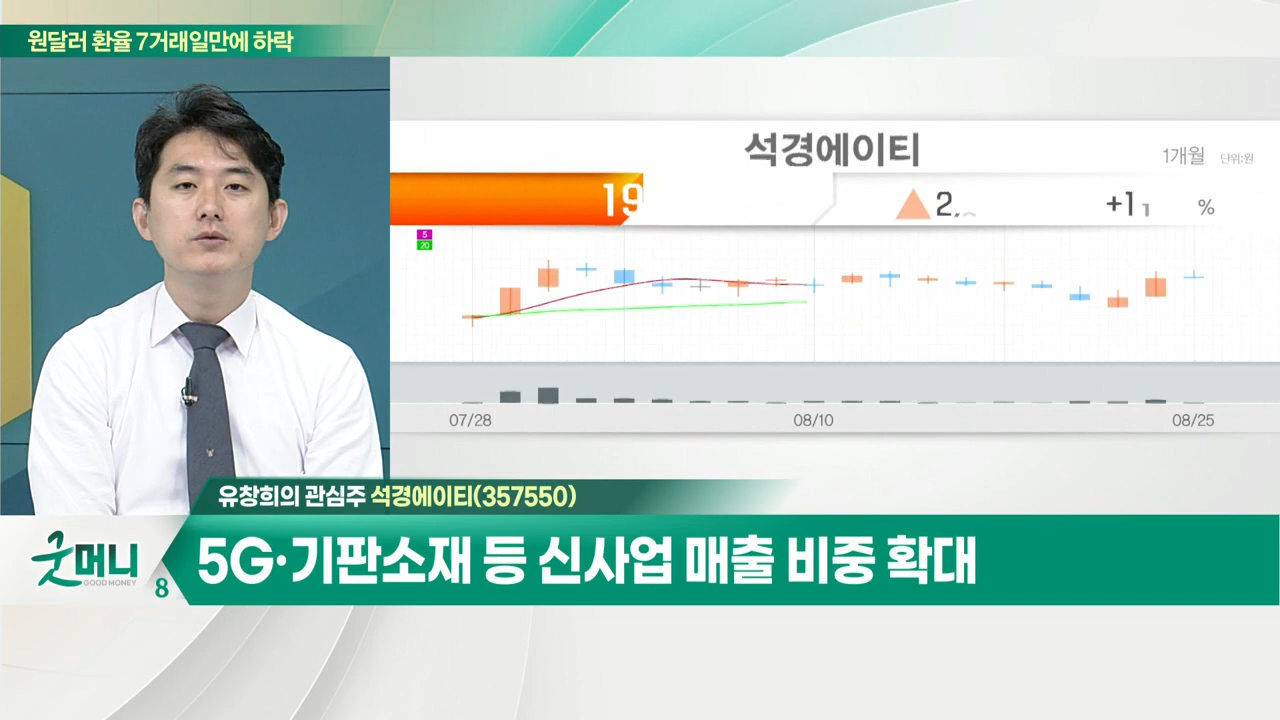 원달러 환율 7거래일만에 하락
석경에이티
1개월 단위:원
19 ▲ 2, +1 %
5
20
07/28 08/10 08/25
유창희의 관심주 석경에이티(357550)
굿머니
GOOD MONEY
8
5G·기판소재 등 신사업 매출 비중 확대